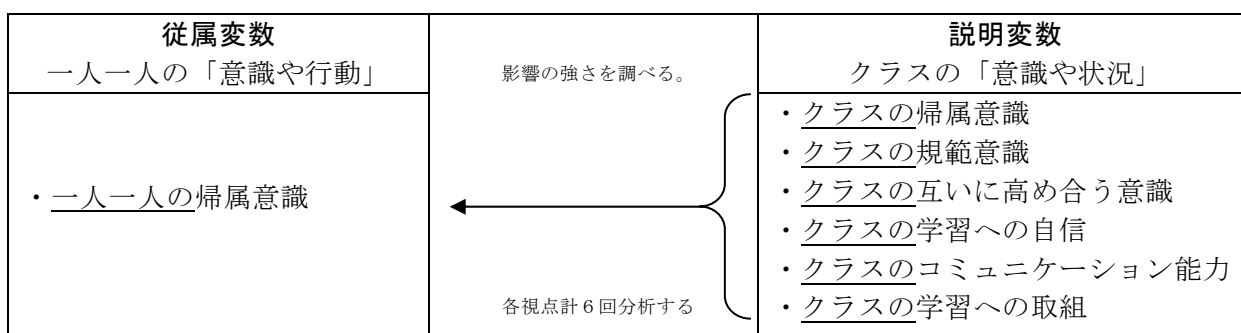 従属変数
一人一人の「意識や行動」
影響の強さを調べる。
説明変数
クラスの「意識や状況」
・一人一人の帰属意識
各視点計6回分析する
・クラスの帰属意識
・クラスの規範意識
・クラスの互いに高め合う意識
・クラスの学習への自信
・クラスのコミュニケーション能力
・クラスの学習への取組